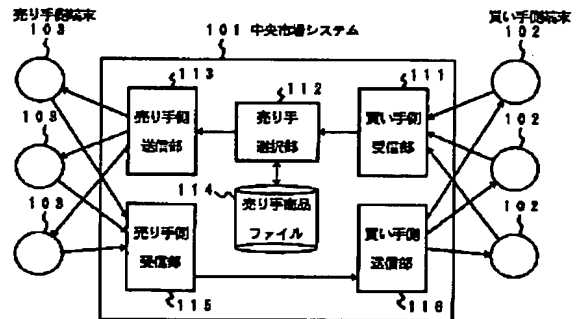 売り手側端末
買い手側端末
103
101 中央市場システム
102
113
112
111
売り手側
送信部
売り手
選択部
買い手側
受信部
103
102
114
売り手商品
ファイル
103
102
売り手側
受信部
買い手側
送信部
115
116